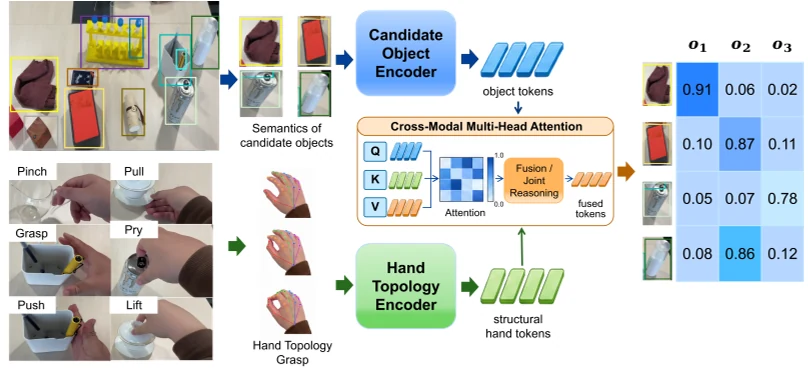 Candidate
Object
Encoder
object tokens
Semantics of
candidate objects
Cross-Modal Multi-Head Attention
Q
K
V
1.0
0.0
Attention
Fusion /
Joint
Reasoning
fused
tokens
Pinch
Pull
Grasp
Pry
Push
Lift
Hand Topology
Grasp
Hand
Topology
Encoder
structural
hand tokens
o1 o2 o3
0.91 0.06 0.02
0.10 0.87 0.11
0.05 0.07 0.78
0.08 0.86 0.12